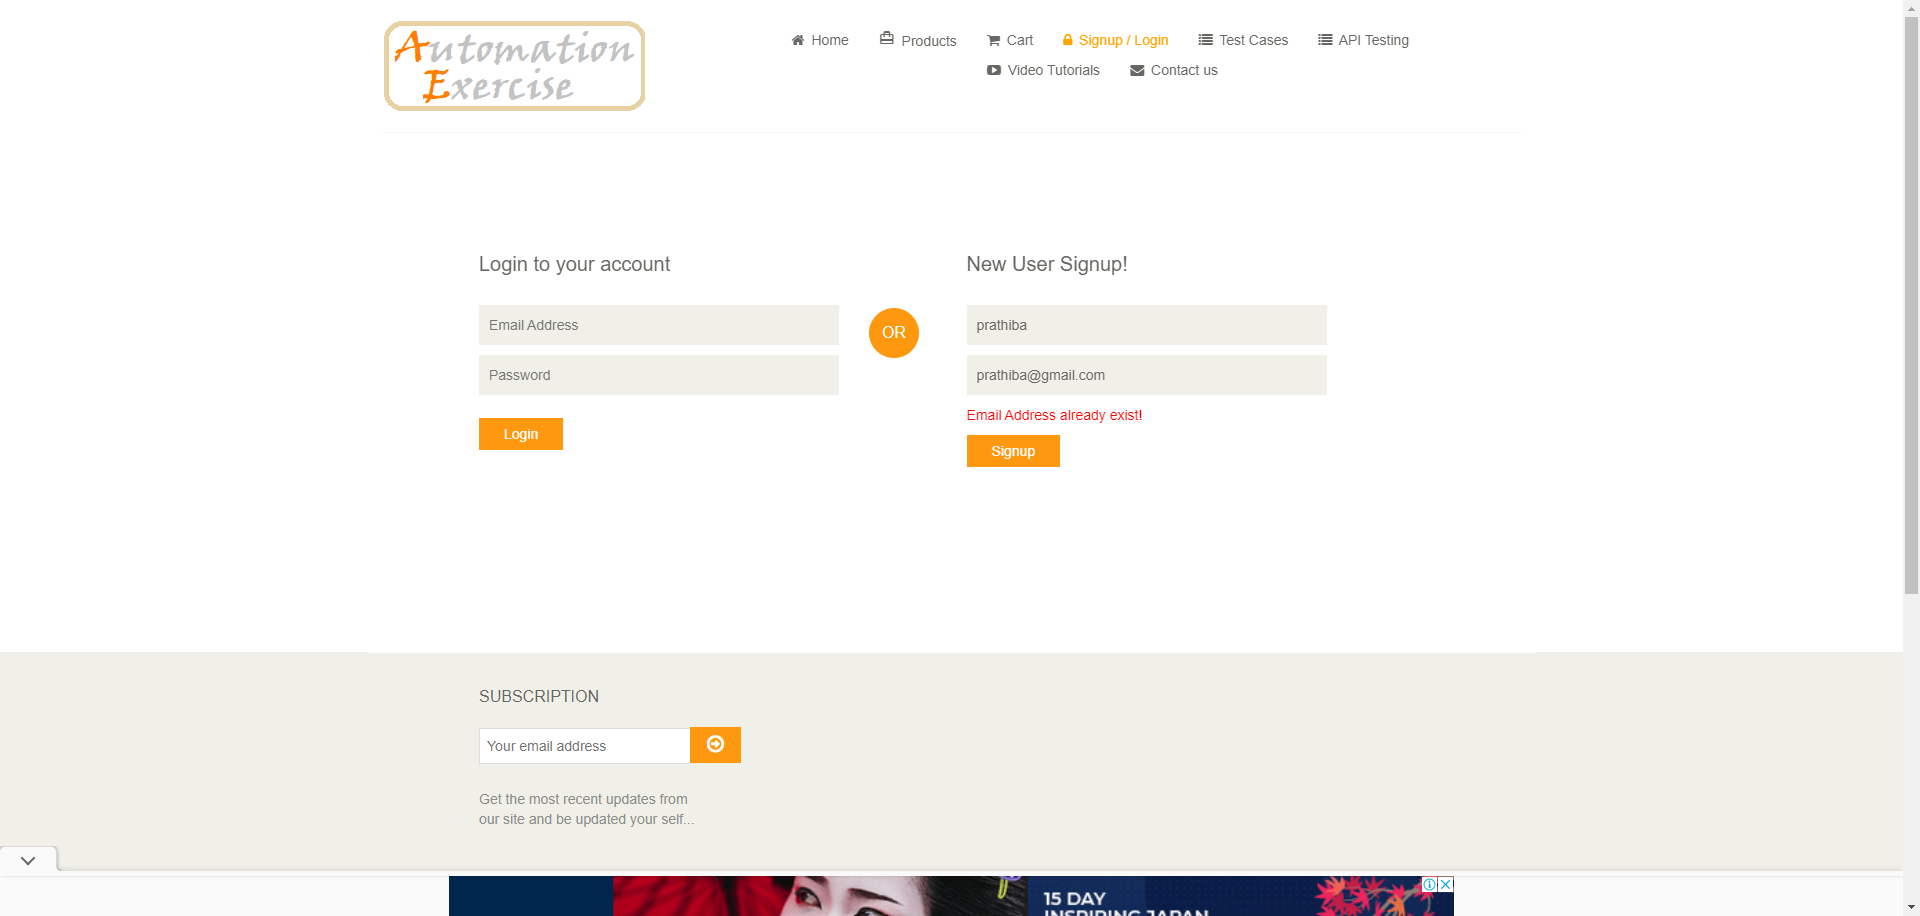 Automation
Exercise
Home
Products
Cart
Signup / Login
Test Cases
API Testing
Video Tutorials
Contact us
Login to your account
Email Address
Password
Login
OR
New User Signup!
prathiba
prathiba@gmail.com
Email Address already exist!
Signup
SUBSCRIPTION
Your email address
Get the most recent updates from
our site and be updated your self...
15 DAY
INSPIRING JAPAN